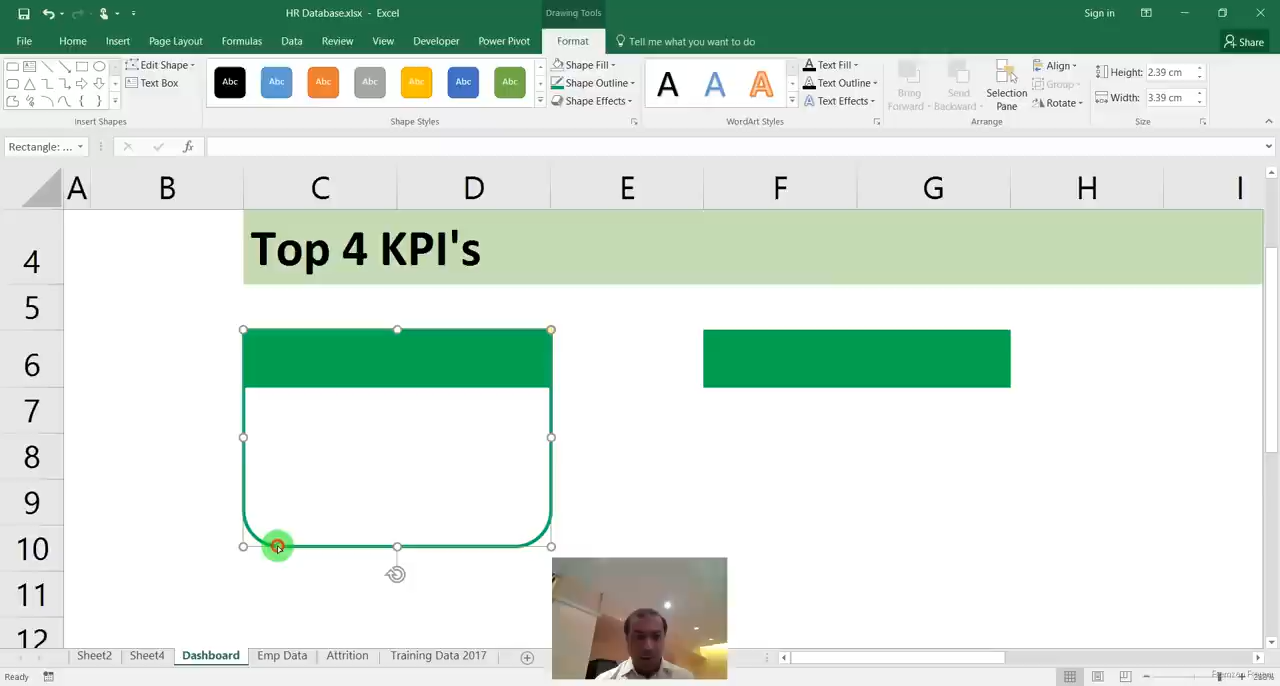 HR Database.xlsx - Excel
Drawing Tools
Sign in
File Home Insert Page Layout Formulas Data Review View Developer Power Pivot Format Tell me what you want to do Share
Edit Shape
Text Box
Insert Shapes
Abc Abc Abc Abc Abc Abc Abc
Shape Fill
Shape Outline
Shape Effects
Shape Styles
A A A
Text Fill
Text Outline
Text Effects
WordArt Styles
Bring Forward
Send Backward
Selection Pane
Align
Group
Rotate
Arrange
Height: 2.39 cm
Width: 3.39 cm
Size
Rectangle: ...
fx
A B C D E F G H I
4 Top 4 KPI's
5
6
7
8
9
10
11
12
Sheet2 Sheet4 Dashboard Emp Data Attrition Training Data 2017
Ready